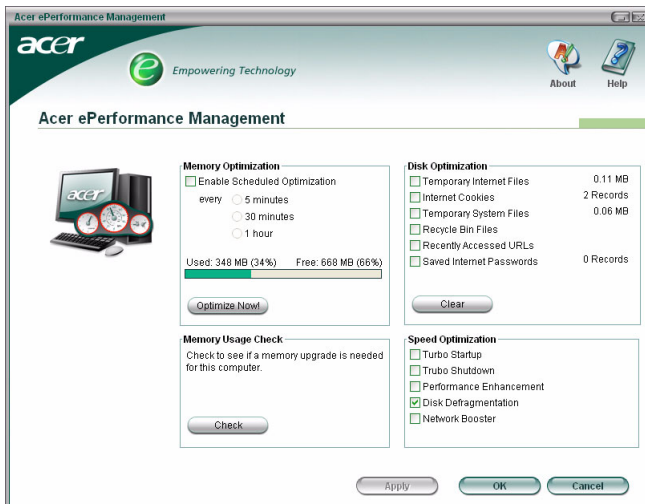 Acer ePerformance Management
acer
e
Empowering Technology
About
Help
Acer ePerformance Management
acer
Memory Optimization
Enable Scheduled Optimization
every
5 minutes
30 minutes
1 hour
Used: 348 MB (34%) Free: 668 MB (66%)
Optimize Now!
Disk Optimization
Temporary Internet Files 0.11 MB
Internet Cookies 2 Records
Temporary System Files 0.06 MB
Recycle Bin Files
Recently Accessed URLs
Saved Internet Passwords 0 Records
Clear
Memory Usage Check
Check to see if a memory upgrade is needed
for this computer.
Check
Speed Optimization
Turbo Startup
Trubo Shutdown
Performance Enhancement
Disk Defragmentation
Network Booster
Apply
OK
Cancel